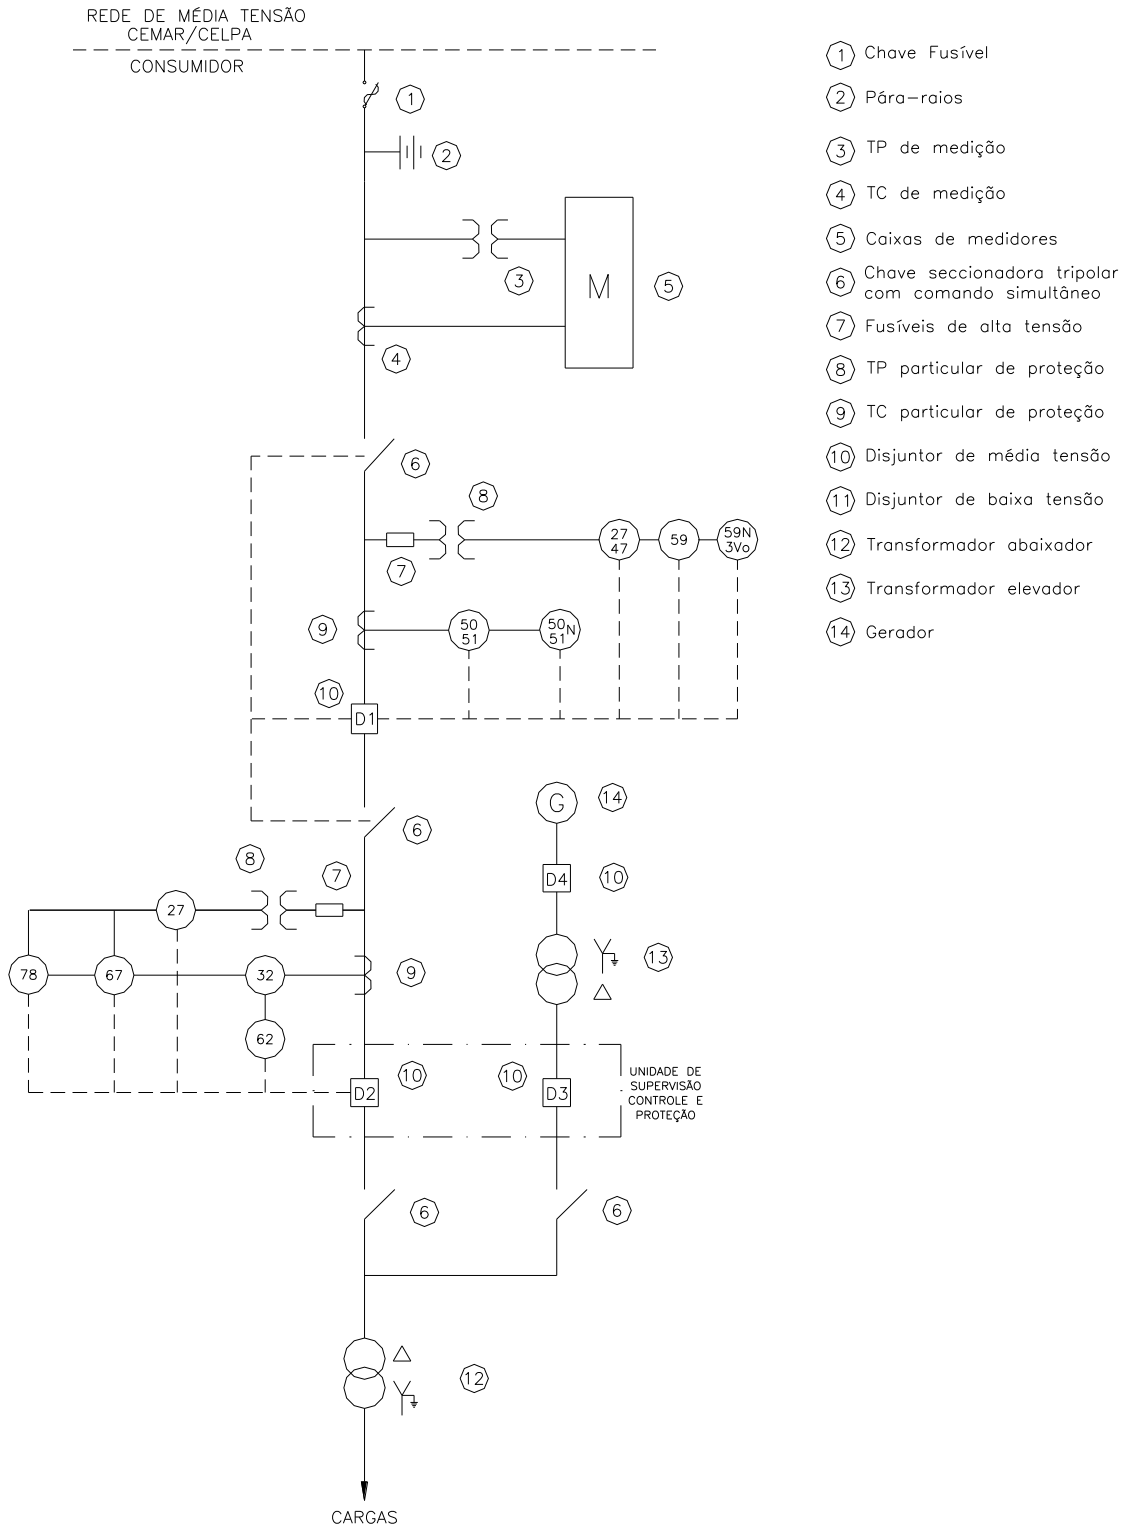 REDE DE MÉDIA TENSÃO
CEMAR/CELPA
CONSUMIDOR
1
2
3
M
5
4
6
8
7
27
47
59
59N
3Vo
9
50
51
50
51
N
10
D1
6
G
14
D4
10
13
8
7
27
78
67
32
9
62
D2
10
10
D3
UNIDADE DE
SUPERVISÃO
CONTROLE E
PROTEÇÃO
6
6
12
CARGAS
1 Chave Fusível
2 Pára-raios
3 TP de medição
4 TC de medição
5 Caixas de medidores
6 Chave seccionadora tripolar
com comando simultâneo
7 Fusíveis de alta tensão
8 TP particular de proteção
9 TC particular de proteção
10 Disjuntor de média tensão
11 Disjuntor de baixa tensão
12 Transformador abaixador
13 Transformador elevador
14 Gerador